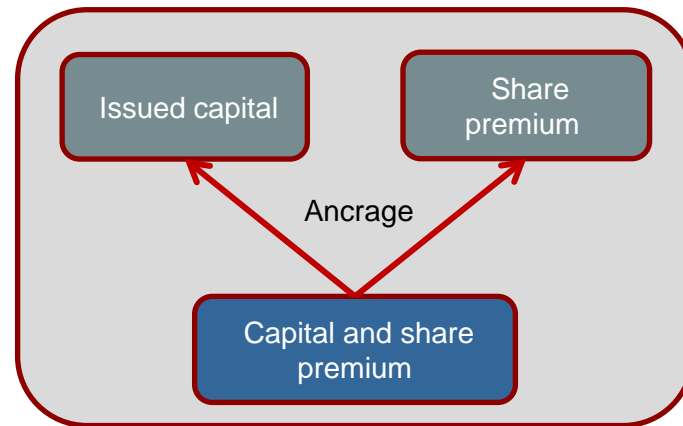 Issued capital
Share
premium
Ancrage
Capital and share
premium